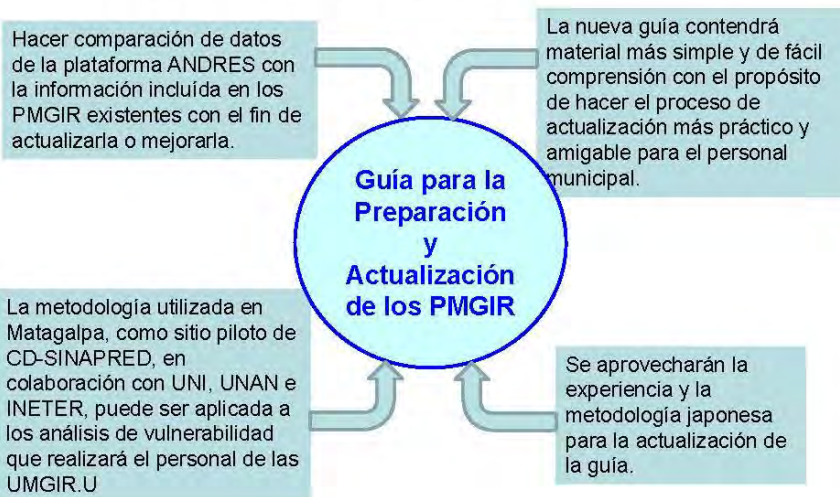 Hacer comparación de datos
de la plataforma ANDRES con
la información incluída en los
PMGIR existentes con el fin de
actualizarla o mejorarla.
La nueva guía contendrá
material más simple y de fácil
comprensión con el propósito
de hacer el proceso de
actualización más práctico y
amigable para el personal
municipal.
Guía para la
Preparación
y
Actualización
de los PMGIR
La metodología utilizada en
Matagalpa, como sitio piloto de
CD-SINAPRED, en
colaboración con UNI, UNAN e
INETER, puede ser aplicada a
los análisis de vulnerabilidad
que realizará el personal de las
UMGIR.U
Se aprovecharán la
experiencia y la
metodología japonesa
para la actualización de
la guía.